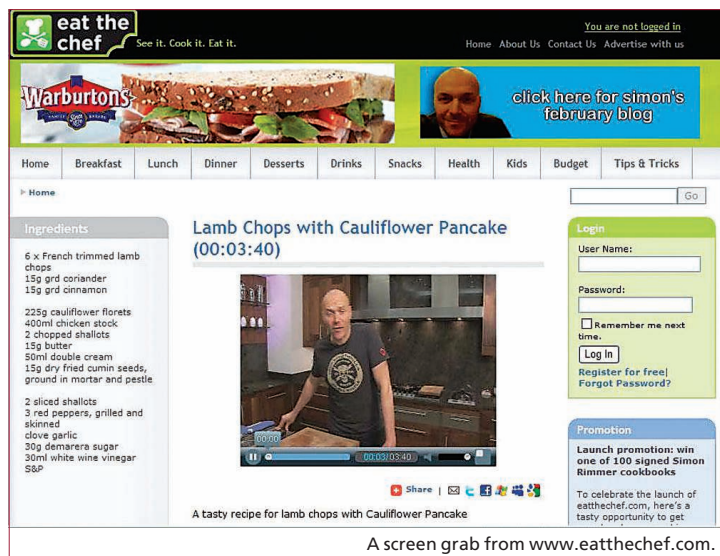 eat the
chef
See it. Cook it. Eat it.
You are not logged in
Home About Us Contact Us Advertise with us
Warburtons
click here for simon's
february blog
Home Breakfast Lunch Dinner Desserts Drinks Snacks Health Kids Budget Tips & Tricks
Home
Go
Ingredients
6 x French trimmed lamb
chops
15g grd coriander
15g grd cinnamon
225g cauliflower florets
400ml chicken stock
2 chopped shallots
15g butter
50ml double cream
15g dry fried cumin seeds,
ground in mortar and pestle
2 sliced shallots
3 red peppers, grilled and
skinned
clove garlic
30g demarera sugar
30ml white wine vinegar
S&P
Lamb Chops with Cauliflower Pancake
(00:03:40)
00:00
00:03/03:40
Share |
A tasty recipe for lamb chops with Cauliflower Pancake
Login
User Name:
Password:
Remember me next
time.
Log In
Register for free|
Forgot Password?
Promotion
Launch promotion: win
one of 100 signed Simon
Rimmer cookbooks
To celebrate the launch of
eatthechef.com, here's a
tasty opportunity to get
A screen grab from www.eatthechef.com.